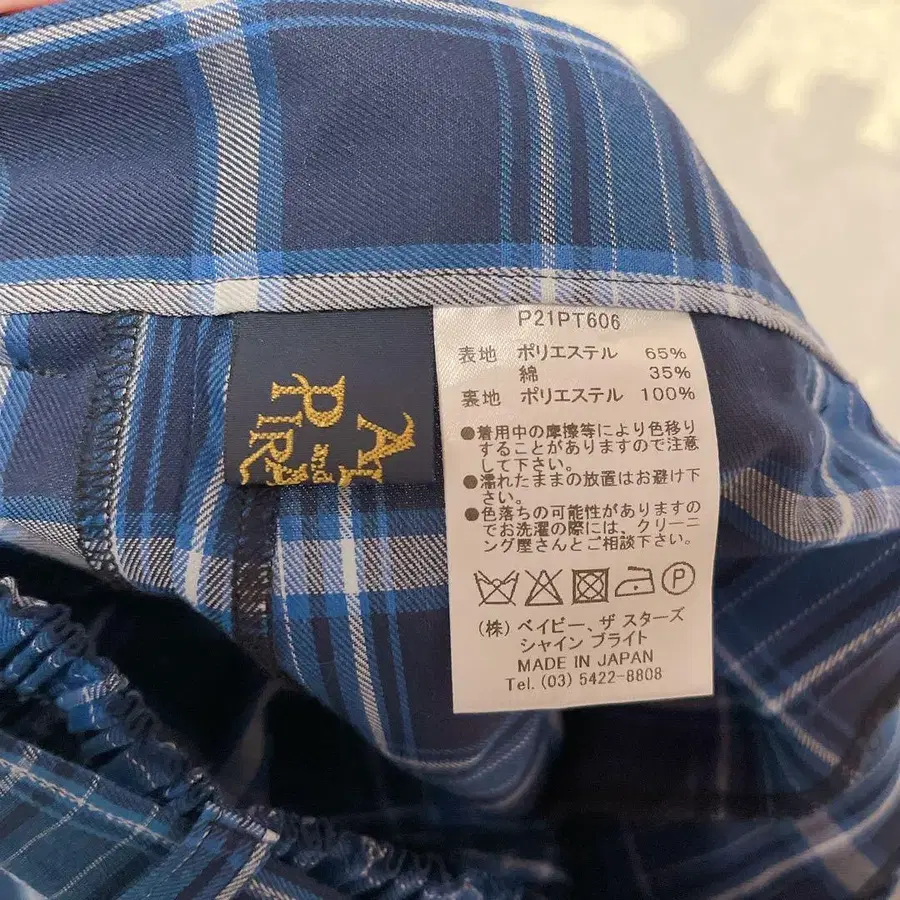 AL
and
PIR
P21PT606
表地 ポリエステル 65%
綿 35%
裏地 ポリエステル 100%
●着用中の摩擦等により色移り
することがありますので注意
して下さい。
●濡れたままの放置はお避け下
さい。
●色落ちの可能性がありますの
でお洗濯の際には、クリーニ
ング屋さんとご相談下さい。
P
(株) ベイビー、ザ スターズ
シャイン ブライト
MADE IN JAPAN
Tel. (03) 5422-8808